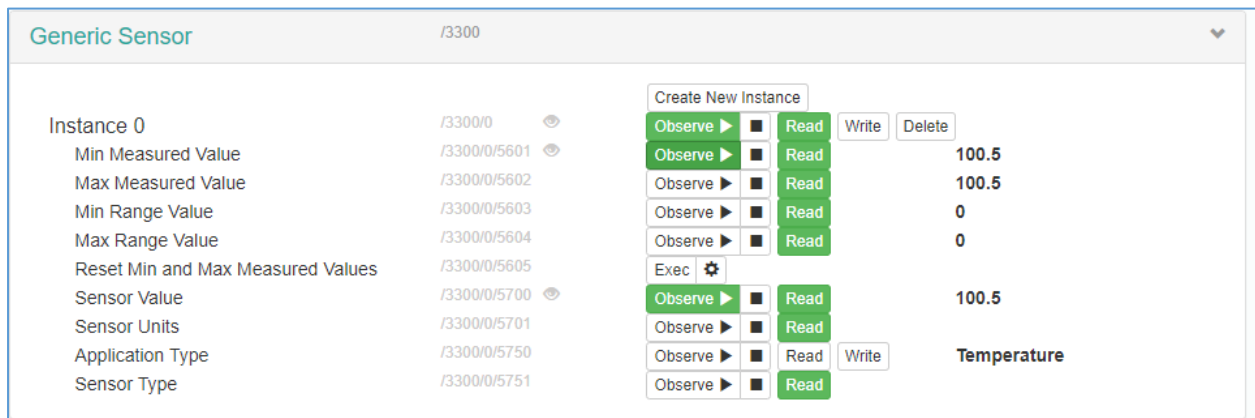 Generic Sensor /3300
Create New Instance
Instance 0 /3300/0 Observe Read Write Delete
Min Measured Value /3300/0/5601 Observe Read 100.5
Max Measured Value /3300/0/5602 Observe Read 100.5
Min Range Value /3300/0/5603 Observe Read 0
Max Range Value /3300/0/5604 Observe Read 0
Reset Min and Max Measured Values /3300/0/5605 Exec
Sensor Value /3300/0/5700 Observe Read 100.5
Sensor Units /3300/0/5701 Observe Read
Application Type /3300/0/5750 Observe Read Write Temperature
Sensor Type /3300/0/5751 Observe Read